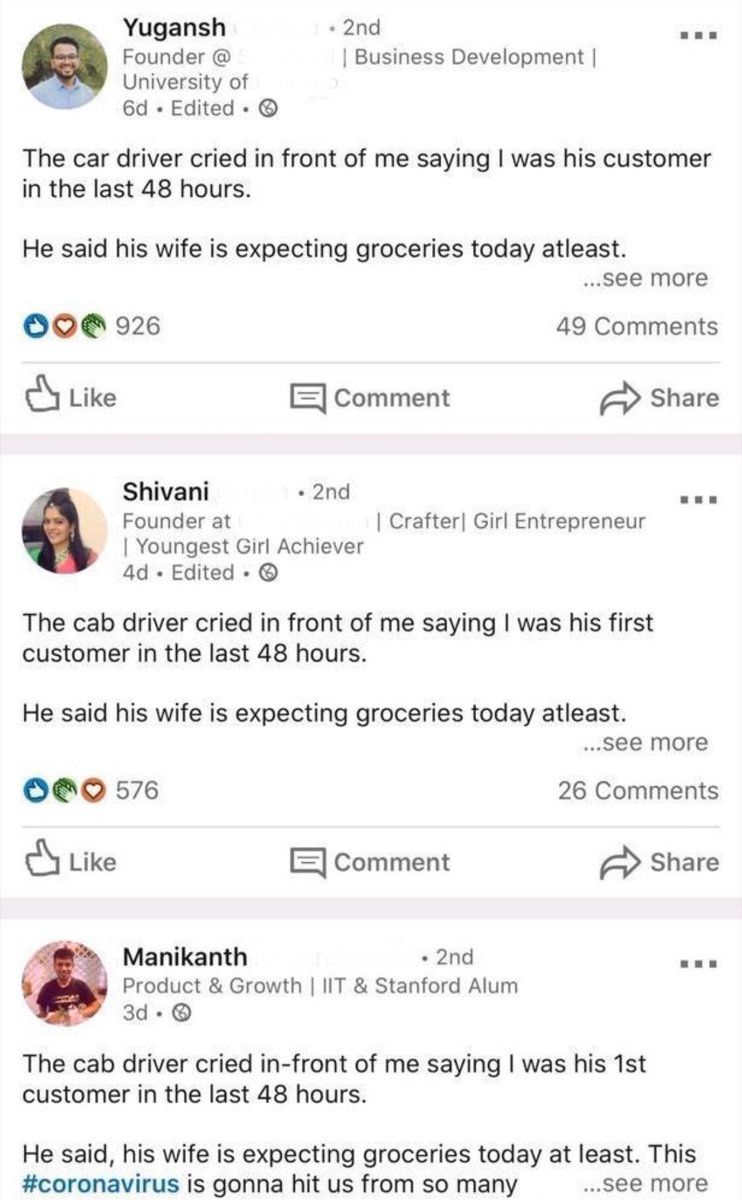 Yugansh • 2nd
Founder @ | Business Development |
University of
6d • Edited •
The car driver cried in front of me saying I was his customer
in the last 48 hours.
He said his wife is expecting groceries today atleast.
...see more
926 49 Comments
Like Comment Share
Shivani • 2nd
Founder at | Crafter| Girl Entrepreneur
| Youngest Girl Achiever
4d • Edited •
The cab driver cried in front of me saying I was his first
customer in the last 48 hours.
He said his wife is expecting groceries today atleast.
...see more
576 26 Comments
Like Comment Share
Manikanth • 2nd
Product & Growth | IIT & Stanford Alum
3d •
The cab driver cried in-front of me saying I was his 1st
customer in the last 48 hours.
He said, his wife is expecting groceries today at least. This
#coronavirus is gonna hit us from so many ...see more